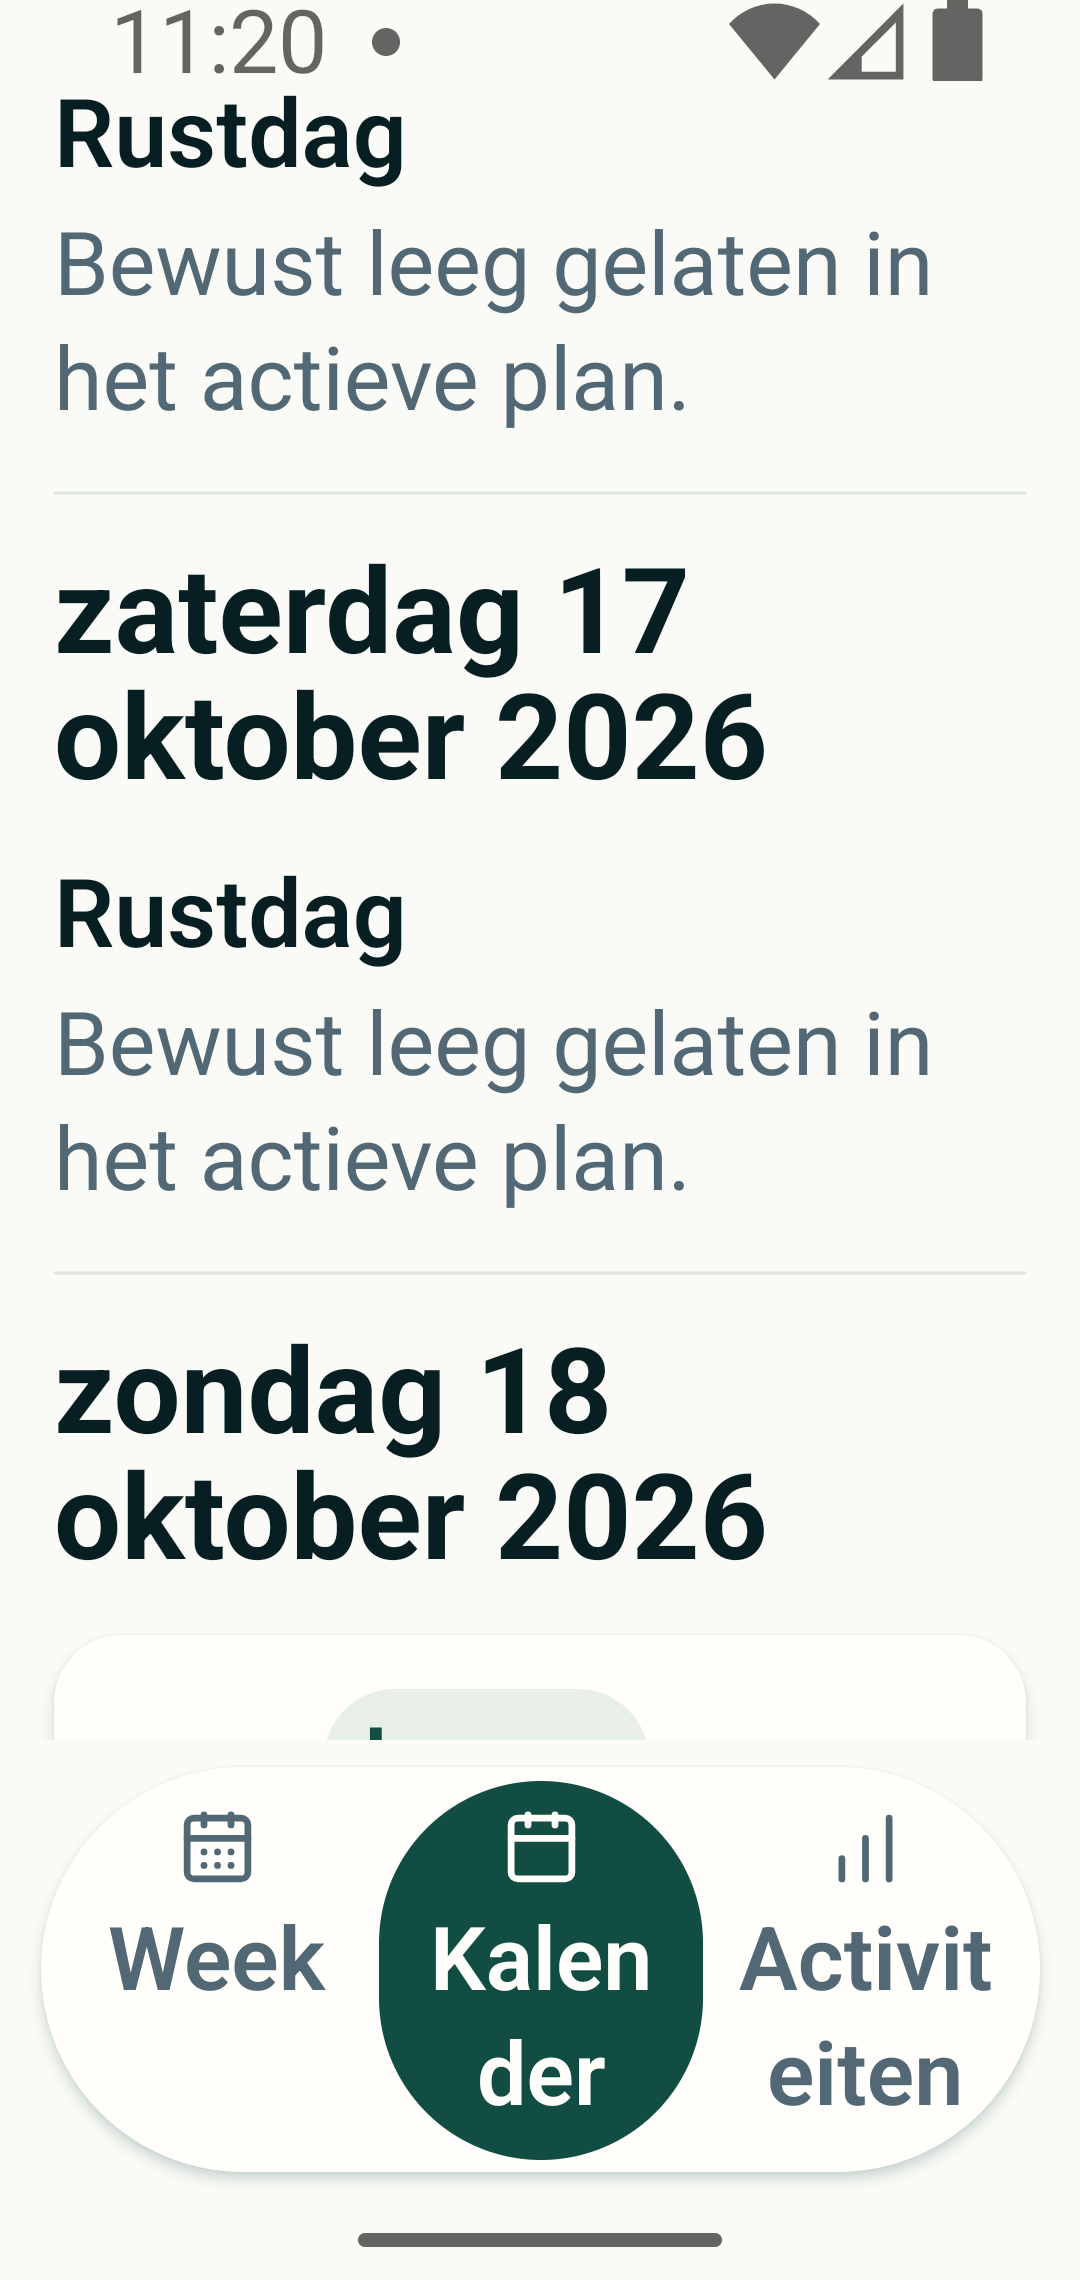 11:20
Rustdag
Bewust leeg gelaten in
het actieve plan.
zaterdag 17
oktober 2026
Rustdag
Bewust leeg gelaten in
het actieve plan.
zondag 18
oktober 2026
Week
Kalen
der
Activit
eiten